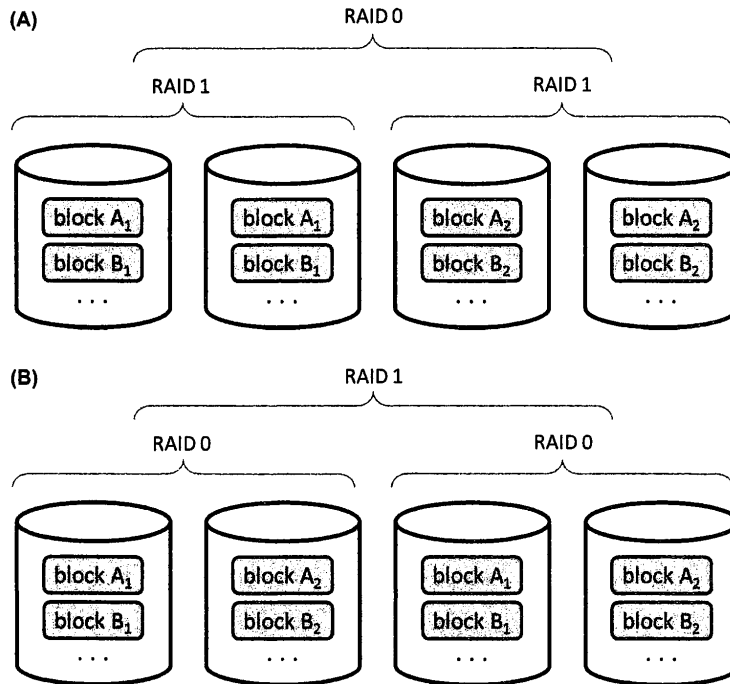 (A)
RAID 0
RAID 1 RAID 1
block A₁ block A₁ block A₂ block A₂
block B₁ block B₁ block B₂ block B₂
. . . . . . . . . . . .
(B)
RAID 1
RAID 0 RAID 0
block A₁ block A₂ block A₁ block A₂
block B₁ block B₂ block B₁ block B₂
. . . . . . . . . . . .